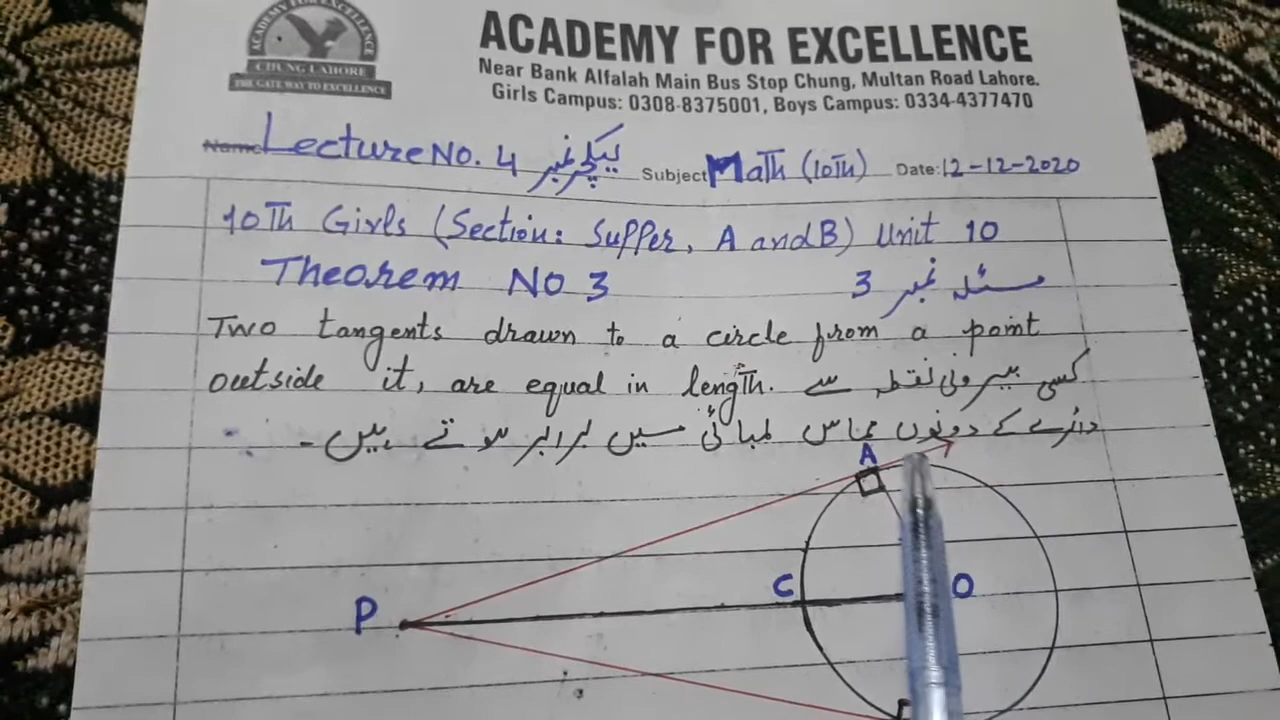 ACADEMY FOR EXCELLENCE
CHUNG LAHORE
THE GATE WAY TO EXCELLENCE
ACADEMY FOR EXCELLENCE
Near Bank Alfalah Main Bus Stop Chung, Multan Road Lahore.
Girls Campus: 0308-8375001, Boys Campus: 0334-4377470
Name Lecture No. 4 لیکچر نمبر Subject Math (10Th) Date: 12-12-2020
10Th Girls (Section: Supper, A and B) Unit 10
Theorem No 3 مسئلہ نمبر 3
Two tangents drawn to a circle from a point
outside it, are equal in length. کسی بیرونی نقطہ سے
دائرے کے دونوں مماس لمبائی میں برابر ہوتے ہیں۔
A
C
O
P